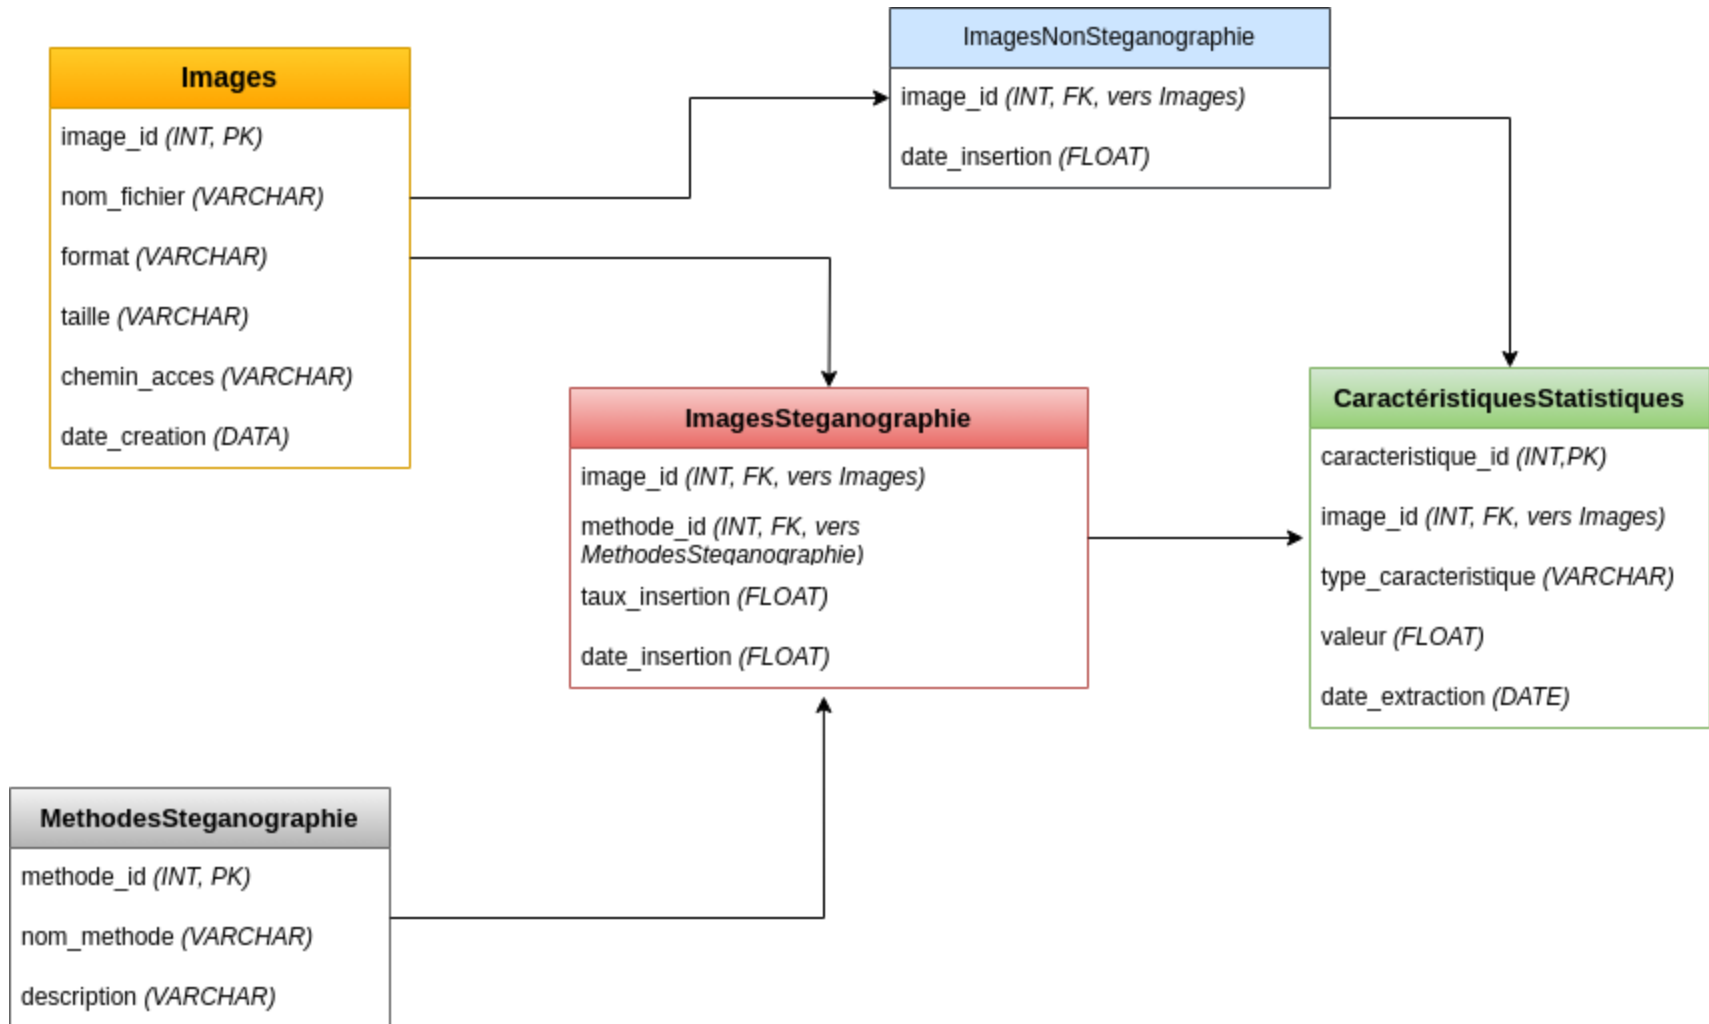 Images
image_id (INT, PK)
nom_fichier (VARCHAR)
format (VARCHAR)
taille (VARCHAR)
chemin_acces (VARCHAR)
date_creation (DATA)
ImagesNonSteganographie
image_id (INT, FK, vers Images)
date_insertion (FLOAT)
ImagesSteganographie
image_id (INT, FK, vers Images)
methode_id (INT, FK, vers
MethodesSteganographie)
taux_insertion (FLOAT)
date_insertion (FLOAT)
CaractéristiquesStatistiques
caracteristique_id (INT,PK)
image_id (INT, FK, vers Images)
type_caracteristique (VARCHAR)
valeur (FLOAT)
date_extraction (DATE)
MethodesSteganographie
methode_id (INT, PK)
nom_methode (VARCHAR)
description (VARCHAR)